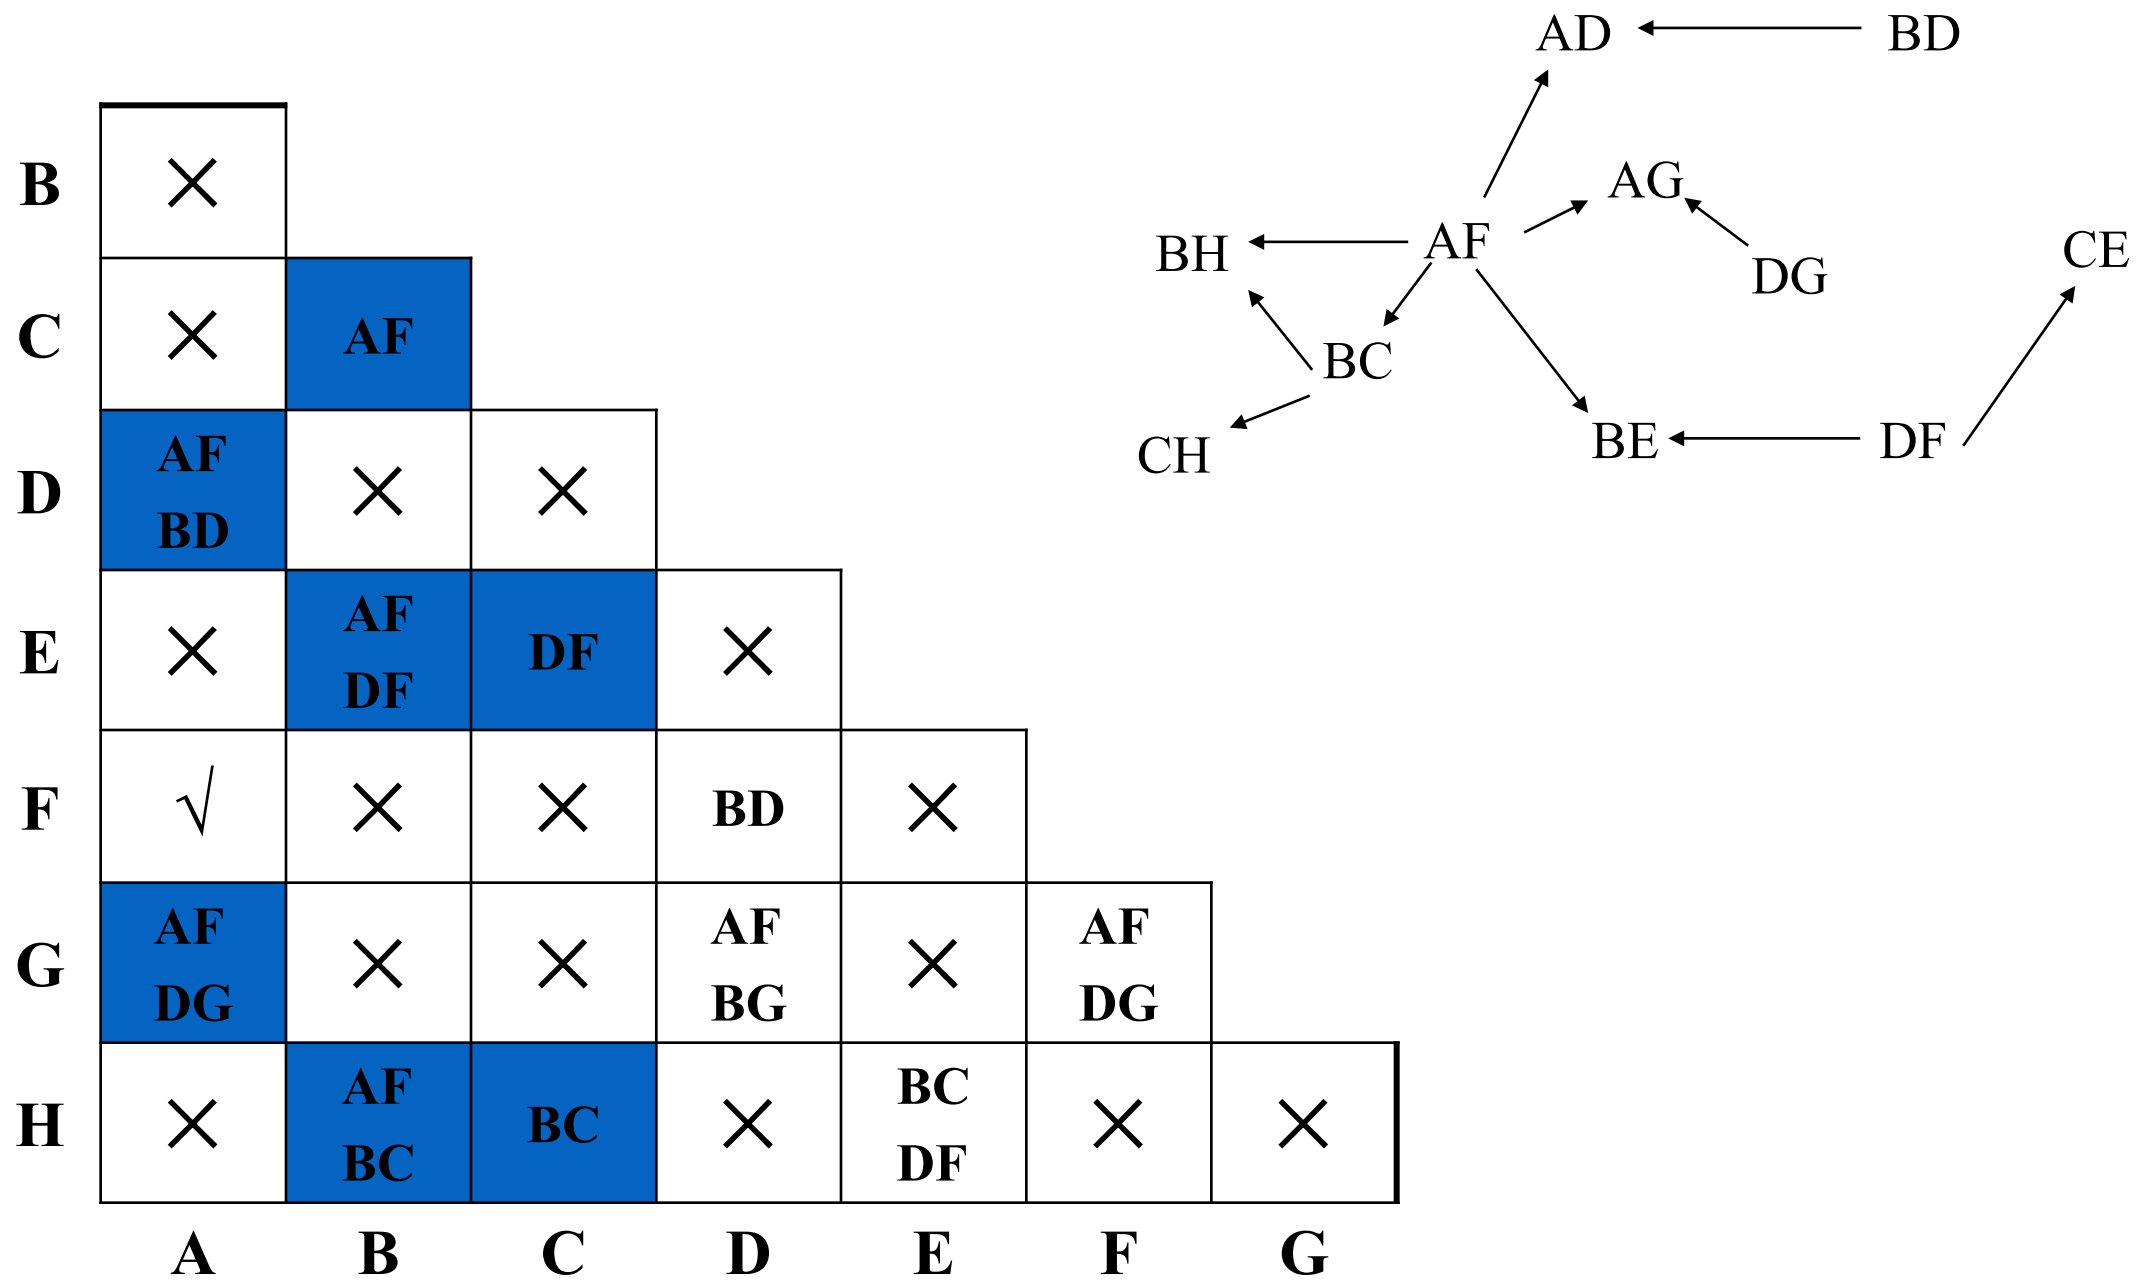 AD BD
AG
BH AF DG CE
BC
CH BE DF
B ×
C × AF
D AF BD × ×
E × AF DF DF ×
F √ × × BD ×
G AF DG × × AF BG × AF DG
H × AF BC BC × BC DF × ×
A B C D E F G